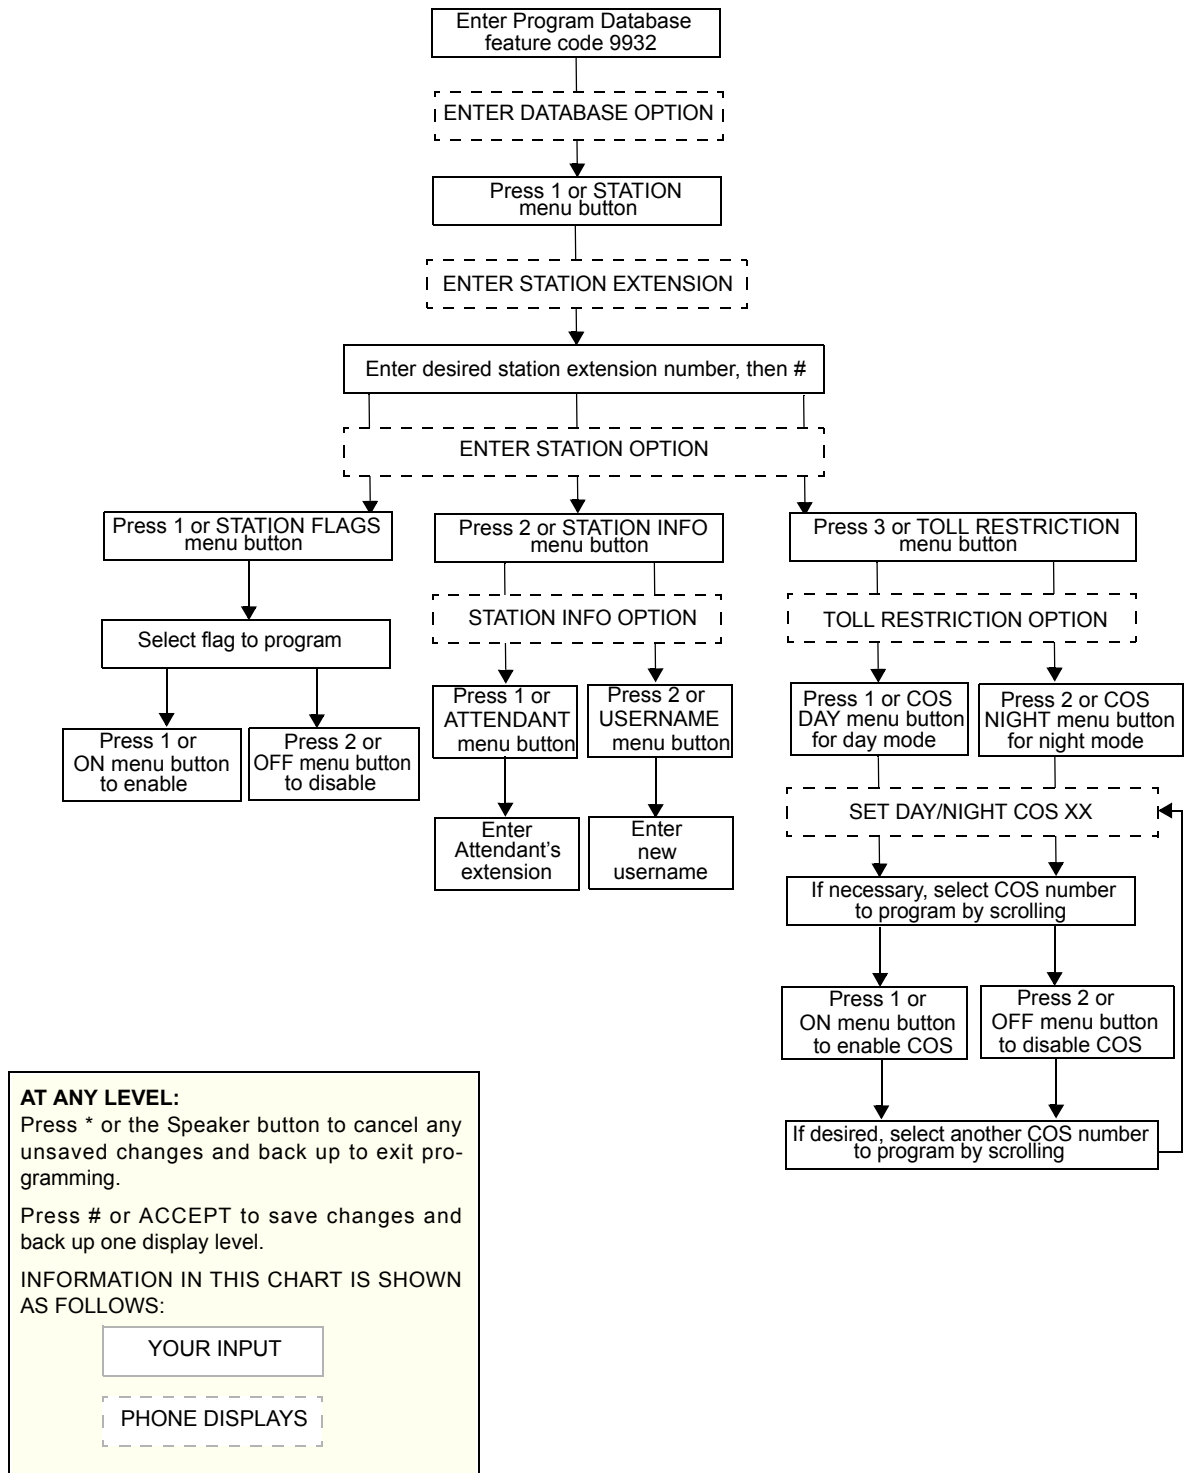 Enter Program Database
feature code 9932
ENTER DATABASE OPTION
Press 1 or STATION
menu button
ENTER STATION EXTENSION
Enter desired station extension number, then #
ENTER STATION OPTION
Press 1 or STATION FLAGS
menu button
Select flag to program
Press 1 or
ON menu button
to enable
Press 2 or
OFF menu button
to disable
Press 2 or STATION INFO
menu button
STATION INFO OPTION
Press 1 or
ATTENDANT
menu button
Enter
Attendant’s
extension
Press 2 or
USERNAME
menu button
Enter
new
username
Press 3 or TOLL RESTRICTION
menu button
TOLL RESTRICTION OPTION
Press 1 or COS
DAY menu button
for day mode
Press 2 or COS
NIGHT menu button
for night mode
SET DAY/NIGHT COS XX
If necessary, select COS number
to program by scrolling
Press 1 or
ON menu button
to enable COS
Press 2 or
OFF menu button
to disable COS
If desired, select another COS number
to program by scrolling
AT ANY LEVEL:
Press * or the Speaker button to cancel any
unsaved changes and back up to exit pro-
gramming.
Press # or ACCEPT to save changes and
back up one display level.
INFORMATION IN THIS CHART IS SHOWN
AS FOLLOWS:
YOUR INPUT
PHONE DISPLAYS